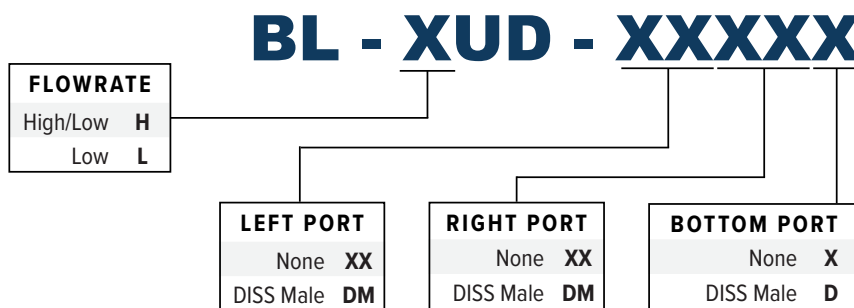 BL - XUD - XXXXX
FLOWRATE
High/Low H
Low L
LEFT PORT
None XX
DISS Male DM
RIGHT PORT
None XX
DISS Male DM
BOTTOM PORT
None X
DISS Male D